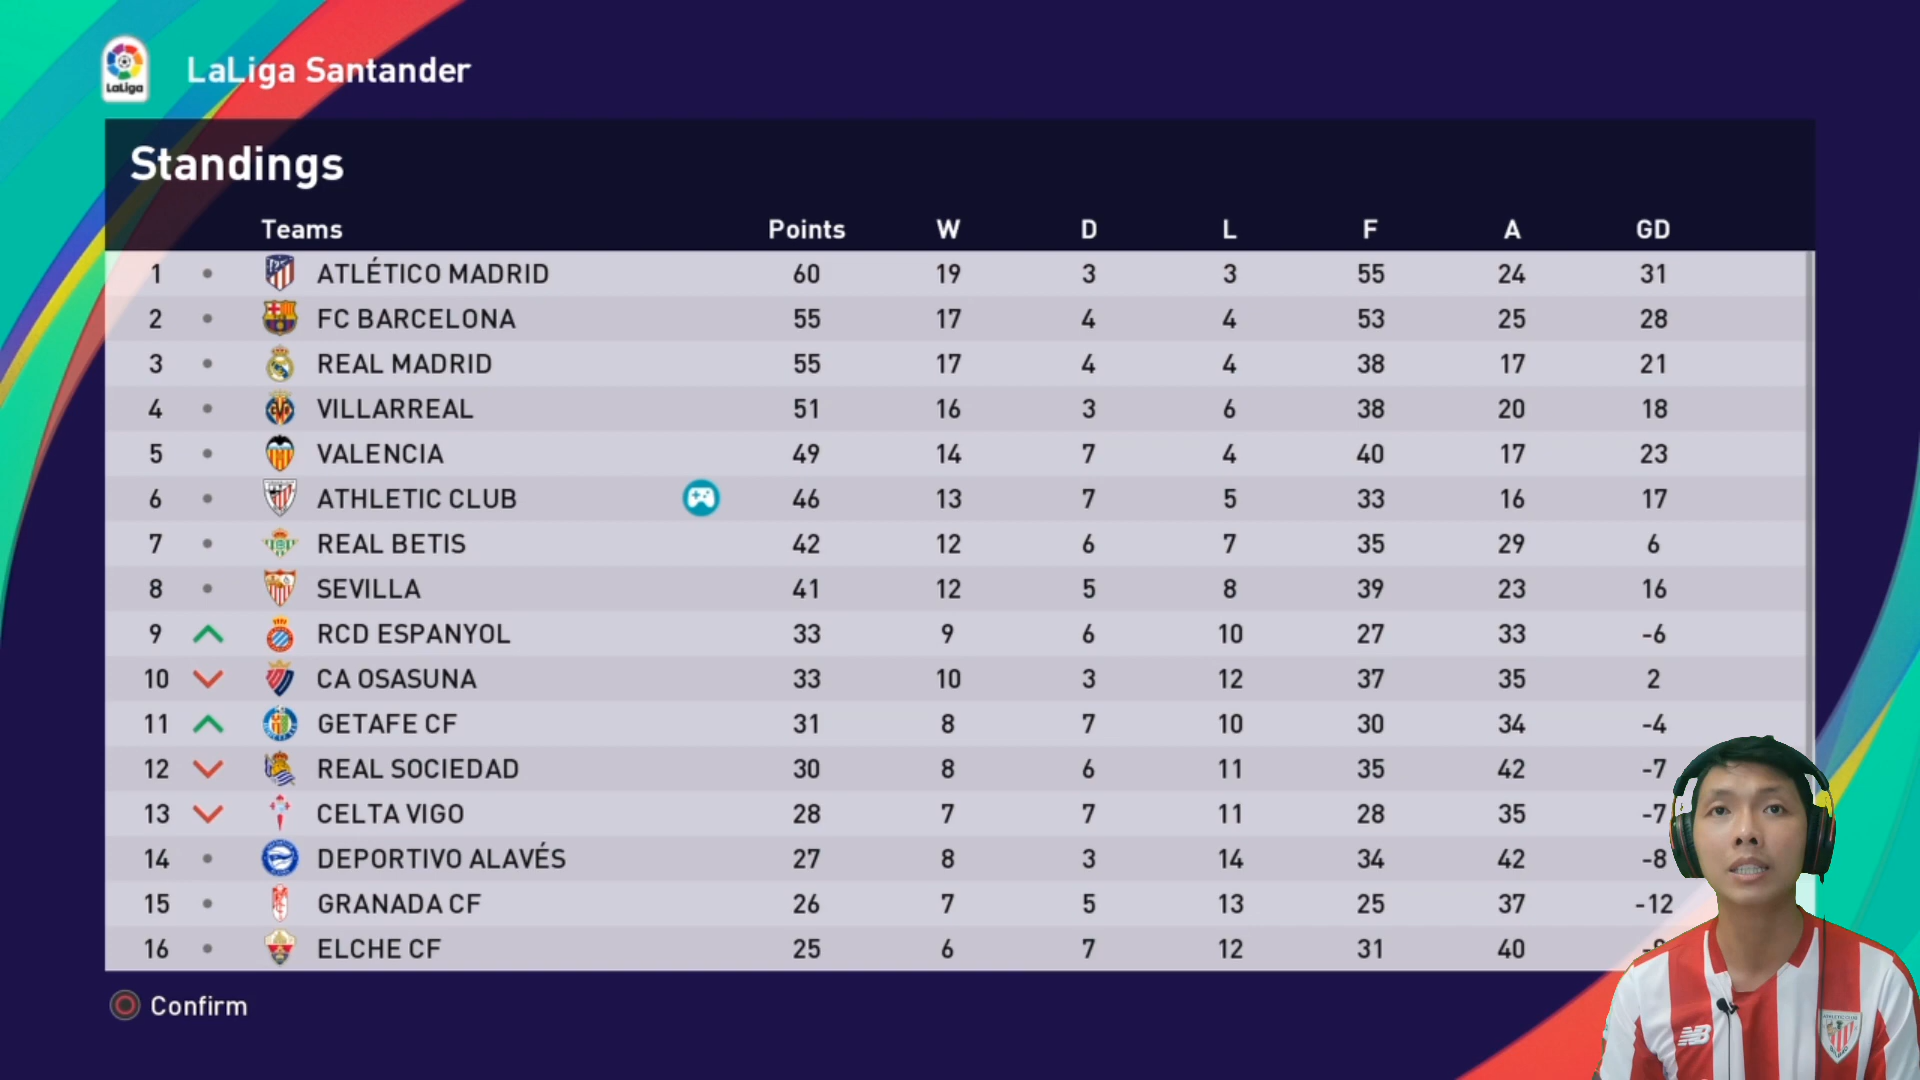 LaLiga
LaLiga Santander
Standings
Teams Points W D L F A GD
1 ATLÉTICO MADRID 60 19 3 3 55 24 31
2 FC BARCELONA 55 17 4 4 53 25 28
3 REAL MADRID 55 17 4 4 38 17 21
4 VILLARREAL 51 16 3 6 38 20 18
5 VALENCIA 49 14 7 4 40 17 23
6 ATHLETIC CLUB 46 13 7 5 33 16 17
7 REAL BETIS 42 12 6 7 35 29 6
8 SEVILLA 41 12 5 8 39 23 16
9 RCD ESPANYOL 33 9 6 10 27 33 -6
10 CA OSASUNA 33 10 3 12 37 35 2
11 GETAFE CF 31 8 7 10 30 34 -4
12 REAL SOCIEDAD 30 8 6 11 35 42 -7
13 CELTA VIGO 28 7 7 11 28 35 -7
14 DEPORTIVO ALAVÉS 27 8 3 14 34 42 -8
15 GRANADA CF 26 7 5 13 25 37 -12
16 ELCHE CF 25 6 7 12 31 40
Confirm
NB